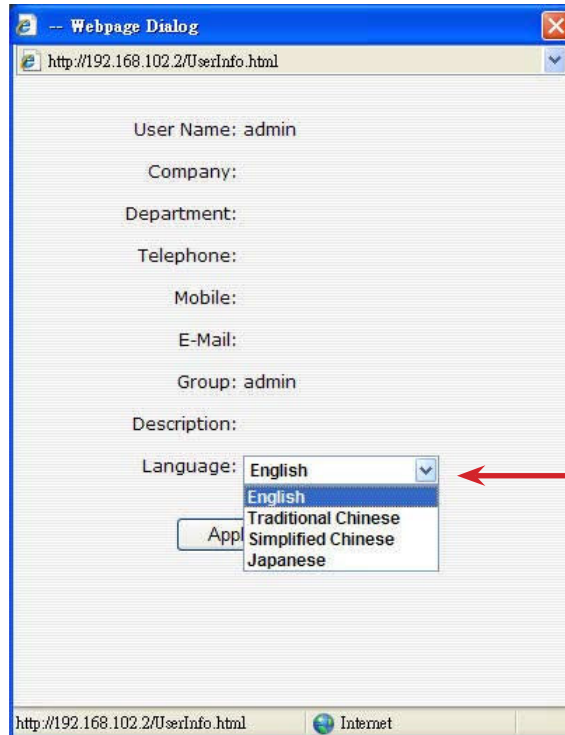 -- Webpage Dialog
http://192.168.102.2/UserInfo.html
User Name: admin
Company:
Department:
Telephone:
Mobile:
E-Mail:
Group: admin
Description:
Language: English
English
Traditional Chinese
Simplified Chinese
Japanese
http://192.168.102.2/UserInfo.html Internet